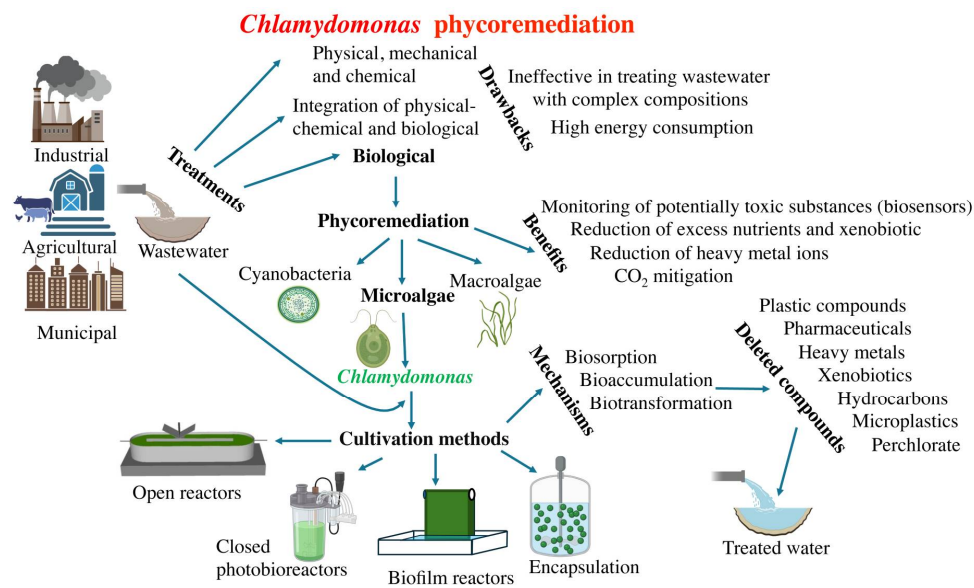 Chlamydomonas phycoremediation
Physical, mechanical
and chemical
Integration of physical-
chemical and biological
Biological
Treatments
Drawbacks
Ineffective in treating wastewater
with complex compositions
High energy consumption
Industrial
Agricultural
Municipal
Wastewater
Phycoremediation
Benefits
Monitoring of potentially toxic substances (biosensors)
Reduction of excess nutrients and xenobiotic
Reduction of heavy metal ions
CO2 mitigation
Cyanobacteria
Microalgae
Macroalgae
Chlamydomonas
Cultivation methods
Mechanisms
Biosorption
Bioaccumulation
Biotransformation
Deleted compounds
Plastic compounds
Pharmaceuticals
Heavy metals
Xenobiotics
Hydrocarbons
Microplastics
Perchlorate
Open reactors
Closed
photobioreactors
Biofilm reactors
Encapsulation
Treated water